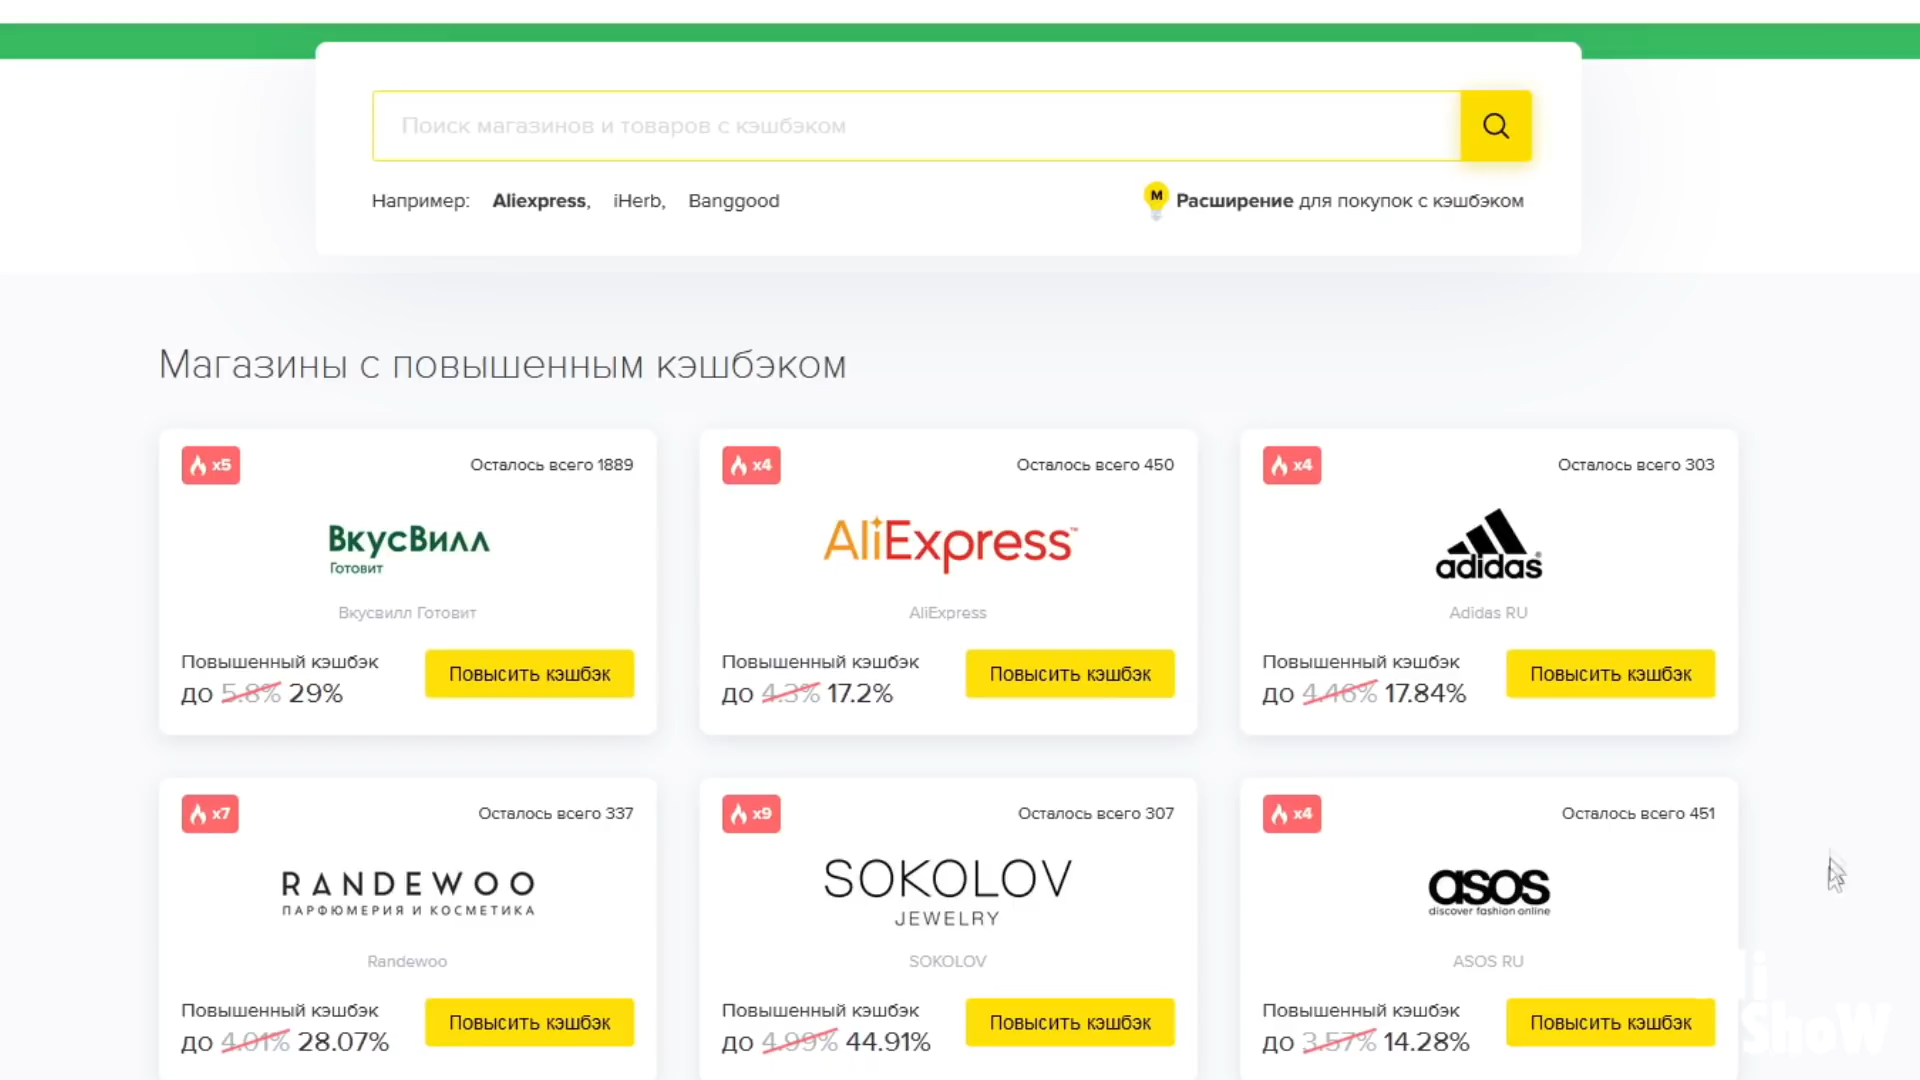 Поиск магазинов и товаров с кэшбэком
Например: Aliexpress, iHerb, Banggood
M Расширение для покупок с кэшбэком
Магазины с повышенным кэшбэком
x5 Осталось всего 1889
ВкусВилл
Готовит
Вкусвилл Готовит
Повышенный кэшбэк
до 5.8% 29%
Повысить кэшбэк
x4 Осталось всего 450
AliExpress™
AliExpress
Повышенный кэшбэк
до 4.3% 17.2%
Повысить кэшбэк
x4 Осталось всего 303
adidas®
Adidas RU
Повышенный кэшбэк
до 4.46% 17.84%
Повысить кэшбэк
x7 Осталось всего 337
RANDEWOO
ПАРФЮМЕРИЯ И КОСМЕТИКА
Randewoo
Повышенный кэшбэк
до 4.01% 28.07%
Повысить кэшбэк
x9 Осталось всего 307
SOKOLOV
JEWELRY
SOKOLOV
Повышенный кэшбэк
до 4.99% 44.91%
Повысить кэшбэк
x4 Осталось всего 451
asos
discover fashion online
ASOS RU
Повышенный кэшбэк
до 3.57% 14.28%
Повысить кэшбэк
ShoW